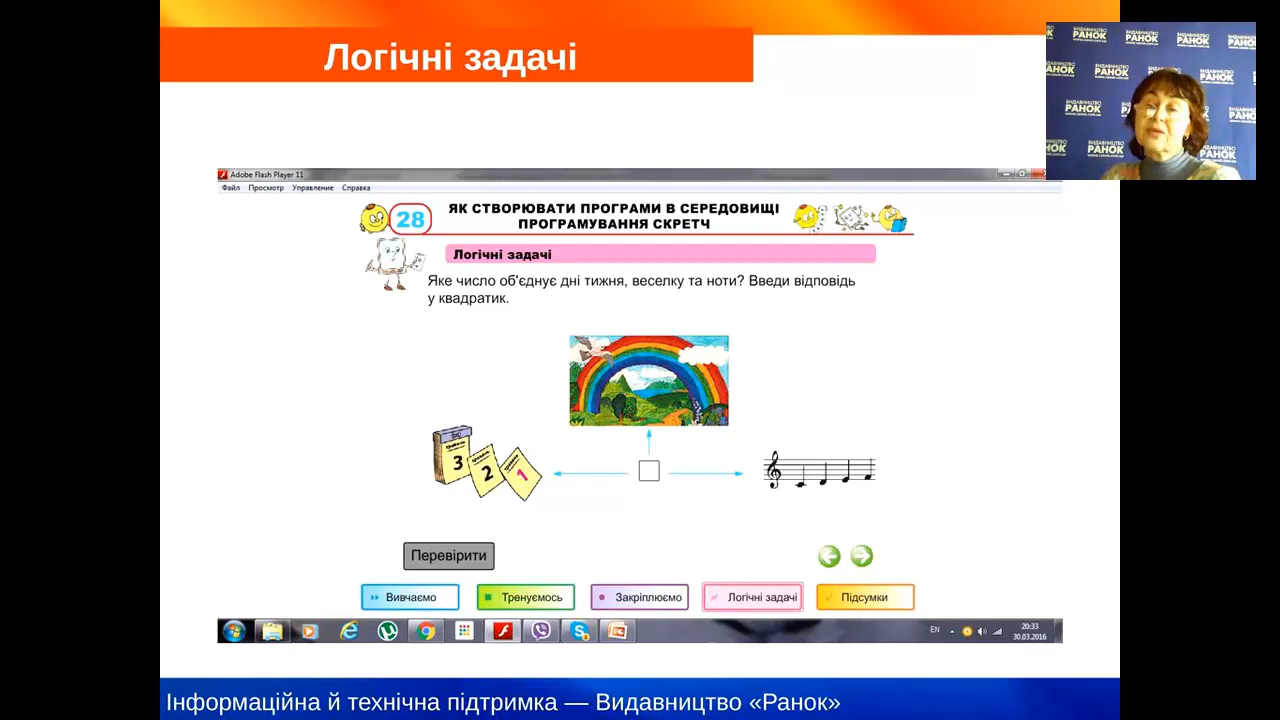 Логічні задачі
ВИДАВНИЦТВО
РАНОК
Adobe Flash Player 11
Файл Просмотр Управление Справка
28
ЯК СТВОРЮВАТИ ПРОГРАМИ В СЕРЕДОВИЩІ
ПРОГРАМУВАННЯ СКРЕТЧ
Логічні задачі
Яке число об'єднує дні тижня, веселку та ноти? Введи відповідь
у квадратик.
3
2
1
Перевірити
Вивчаємо
Тренуємось
Закріплюємо
Логічні задачі
Підсумки
EN
20:33
30.03.2016
Інформаційна й технічна підтримка — Видавництво «Ранок»